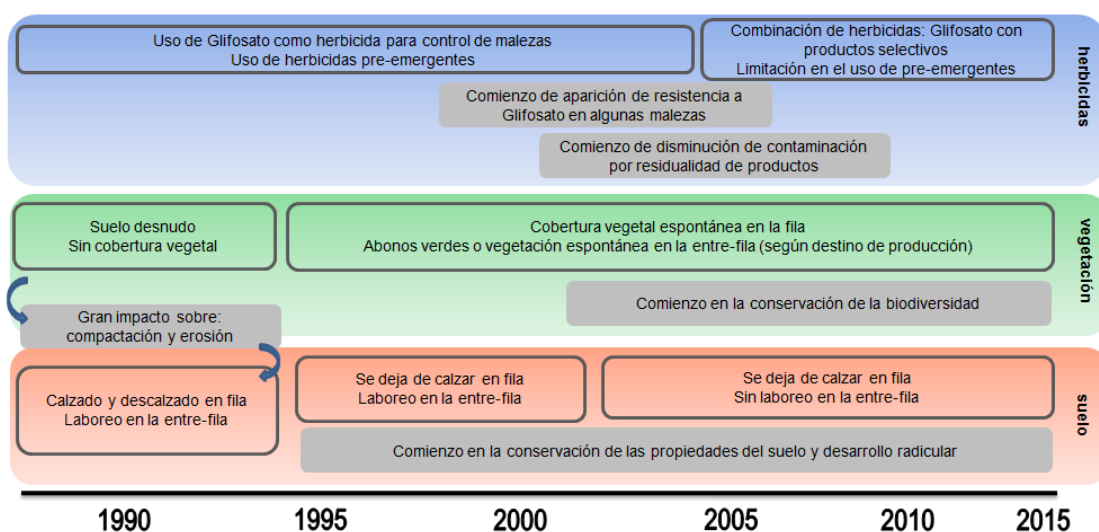 Uso de Glifosato como herbicida para control de malezas
Uso de herbicidas pre-emergentes
Combinación de herbicidas: Glifosato con
productos selectivos
Limitación en el uso de pre-emergentes
Comienzo de aparición de resistencia a
Glifosato en algunas malezas
Comienzo de disminución de contaminación
por residualidad de productos
herbicidas
Suelo desnudo
Sin cobertura vegetal
Cobertura vegetal espontánea en la fila
Abonos verdes o vegetación espontánea en la entre-fila (según destino de producción)
Gran impacto sobre:
compactación y erosión
Comienzo en la conservación de la biodiversidad
vegetación
Calzado y descalzado en fila
Laboreo en la entre-fila
Se deja de calzar en fila
Laboreo en la entre-fila
Se deja de calzar en fila
Sin laboreo en la entre-fila
Comienzo en la conservación de las propiedades del suelo y desarrollo radicular
suelo
1990 1995 2000 2005 2010 2015